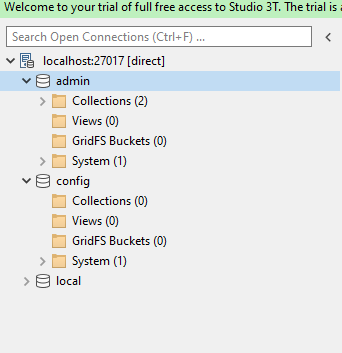 Welcome to your trial of full free access to Studio 3T. The trial is a
Search Open Connections (Ctrl+F) ...
localhost:27017 [direct]
admin
Collections (2)
Views (0)
GridFS Buckets (0)
System (1)
config
Collections (0)
Views (0)
GridFS Buckets (0)
System (1)
local